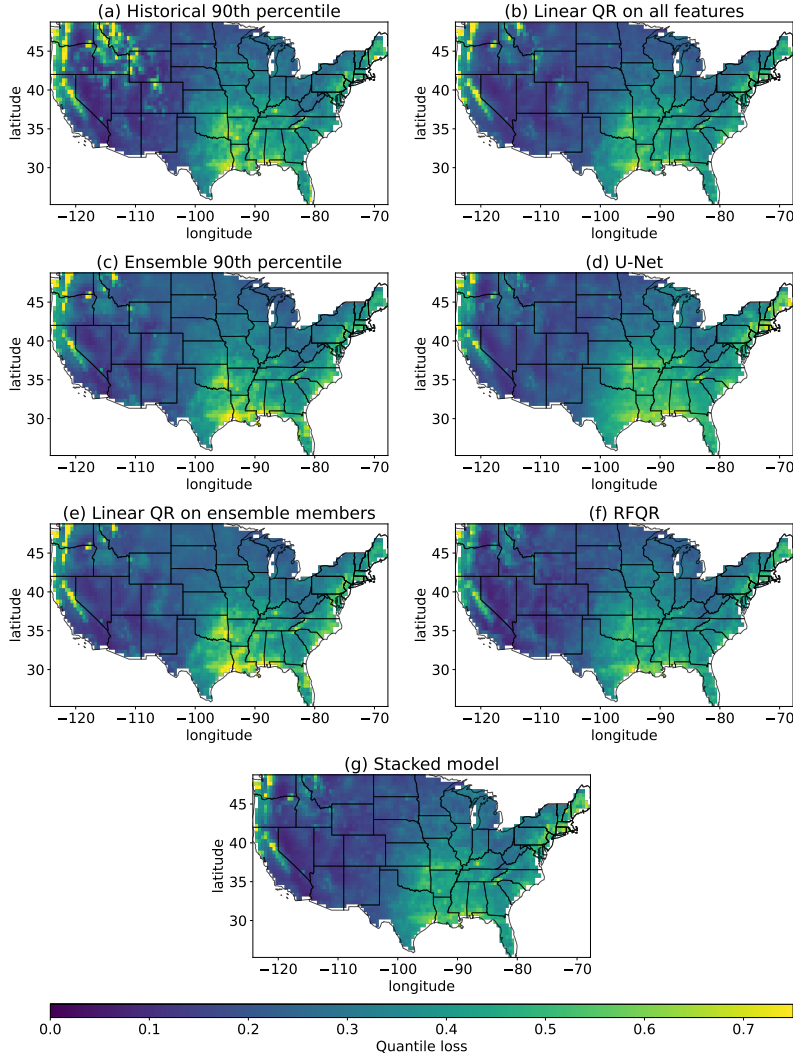 (a) Historical 90th percentile
(b) Linear QR on all features
latitude
45
40
35
30
−120 −110 −100 −90 −80 −70
longitude
latitude
45
40
35
30
−120 −110 −100 −90 −80 −70
longitude
(c) Ensemble 90th percentile
(d) U-Net
latitude
45
40
35
30
−120 −110 −100 −90 −80 −70
longitude
latitude
45
40
35
30
−120 −110 −100 −90 −80 −70
longitude
(e) Linear QR on ensemble members
(f) RFQR
latitude
45
40
35
30
−120 −110 −100 −90 −80 −70
longitude
latitude
45
40
35
30
−120 −110 −100 −90 −80 −70
longitude
(g) Stacked model
latitude
45
40
35
30
−120 −110 −100 −90 −80 −70
longitude
0.0 0.1 0.2 0.3 0.4 0.5 0.6 0.7
Quantile loss